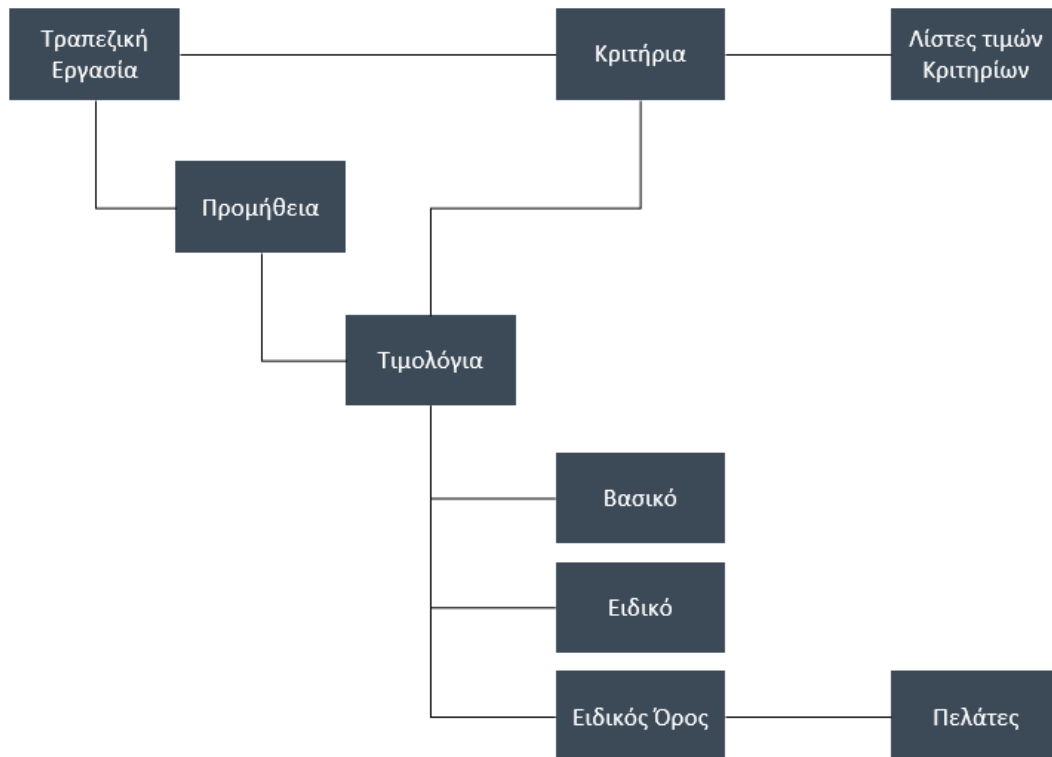 Τραπεζική
Εργασία
Κριτήρια
Λίστες τιμών
Κριτηρίων
Προμήθεια
Τιμολόγια
Βασικό
Ειδικό
Ειδικός Όρος
Πελάτες